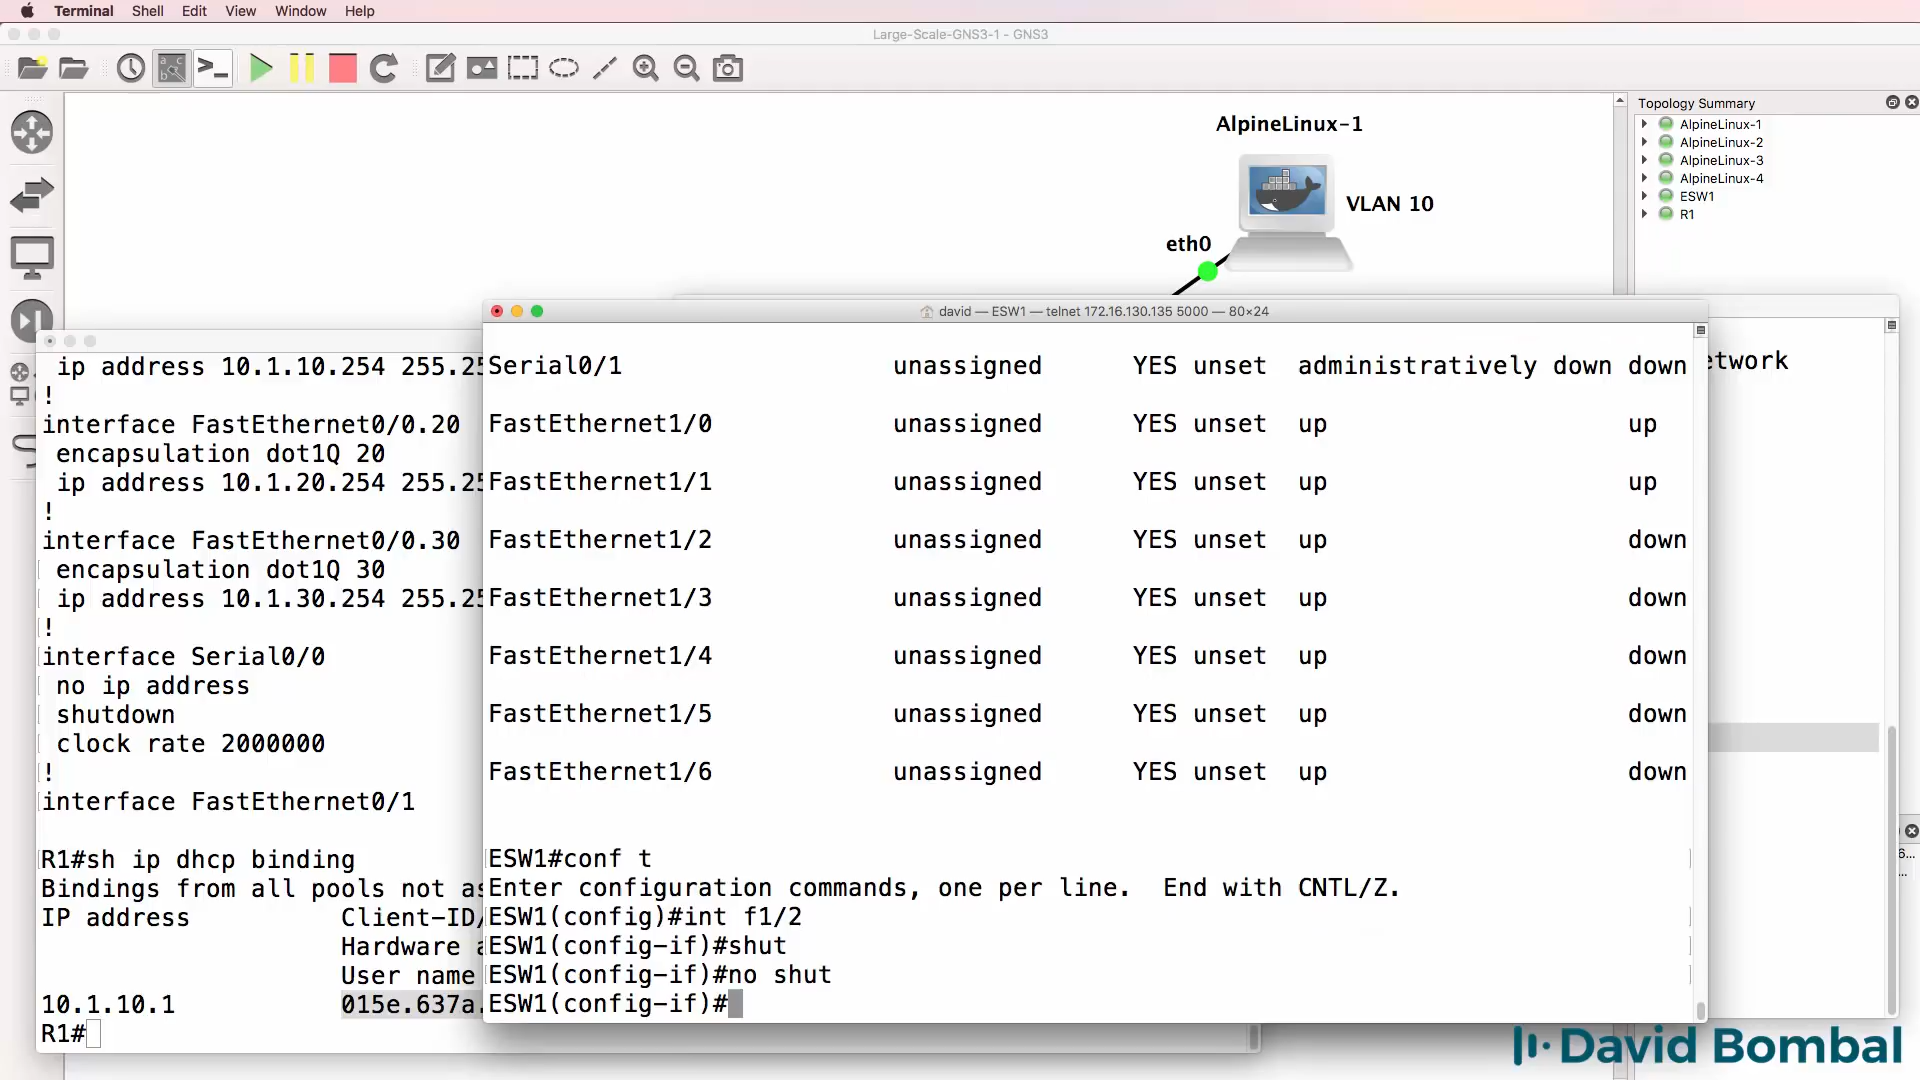 Terminal Shell Edit View Window Help
Large-Scale-GNS3-1 - GNS3
Topology Summary
AlpineLinux-1
AlpineLinux-2
AlpineLinux-3
AlpineLinux-4
ESW1
R1
AlpineLinux-1
VLAN 10
eth0
etwork
ip address 10.1.10.254 255.25
!
interface FastEthernet0/0.20
encapsulation dot1Q 20
ip address 10.1.20.254 255.25
!
interface FastEthernet0/0.30
encapsulation dot1Q 30
ip address 10.1.30.254 255.25
!
interface Serial0/0
no ip address
shutdown
clock rate 2000000
!
interface FastEthernet0/1
R1#sh ip dhcp binding
Bindings from all pools not as
IP address Client-ID/
Hardware a
User name
10.1.10.1 015e.637a.
R1#
david — ESW1 — telnet 172.16.130.135 5000 — 80×24
Serial0/1 unassigned YES unset administratively down down
FastEthernet1/0 unassigned YES unset up up
FastEthernet1/1 unassigned YES unset up up
FastEthernet1/2 unassigned YES unset up down
FastEthernet1/3 unassigned YES unset up down
FastEthernet1/4 unassigned YES unset up down
FastEthernet1/5 unassigned YES unset up down
FastEthernet1/6 unassigned YES unset up down
ESW1#conf t
Enter configuration commands, one per line. End with CNTL/Z.
ESW1(config)#int f1/2
ESW1(config-if)#shut
ESW1(config-if)#no shut
ESW1(config-if)#
6...
...
David Bombal